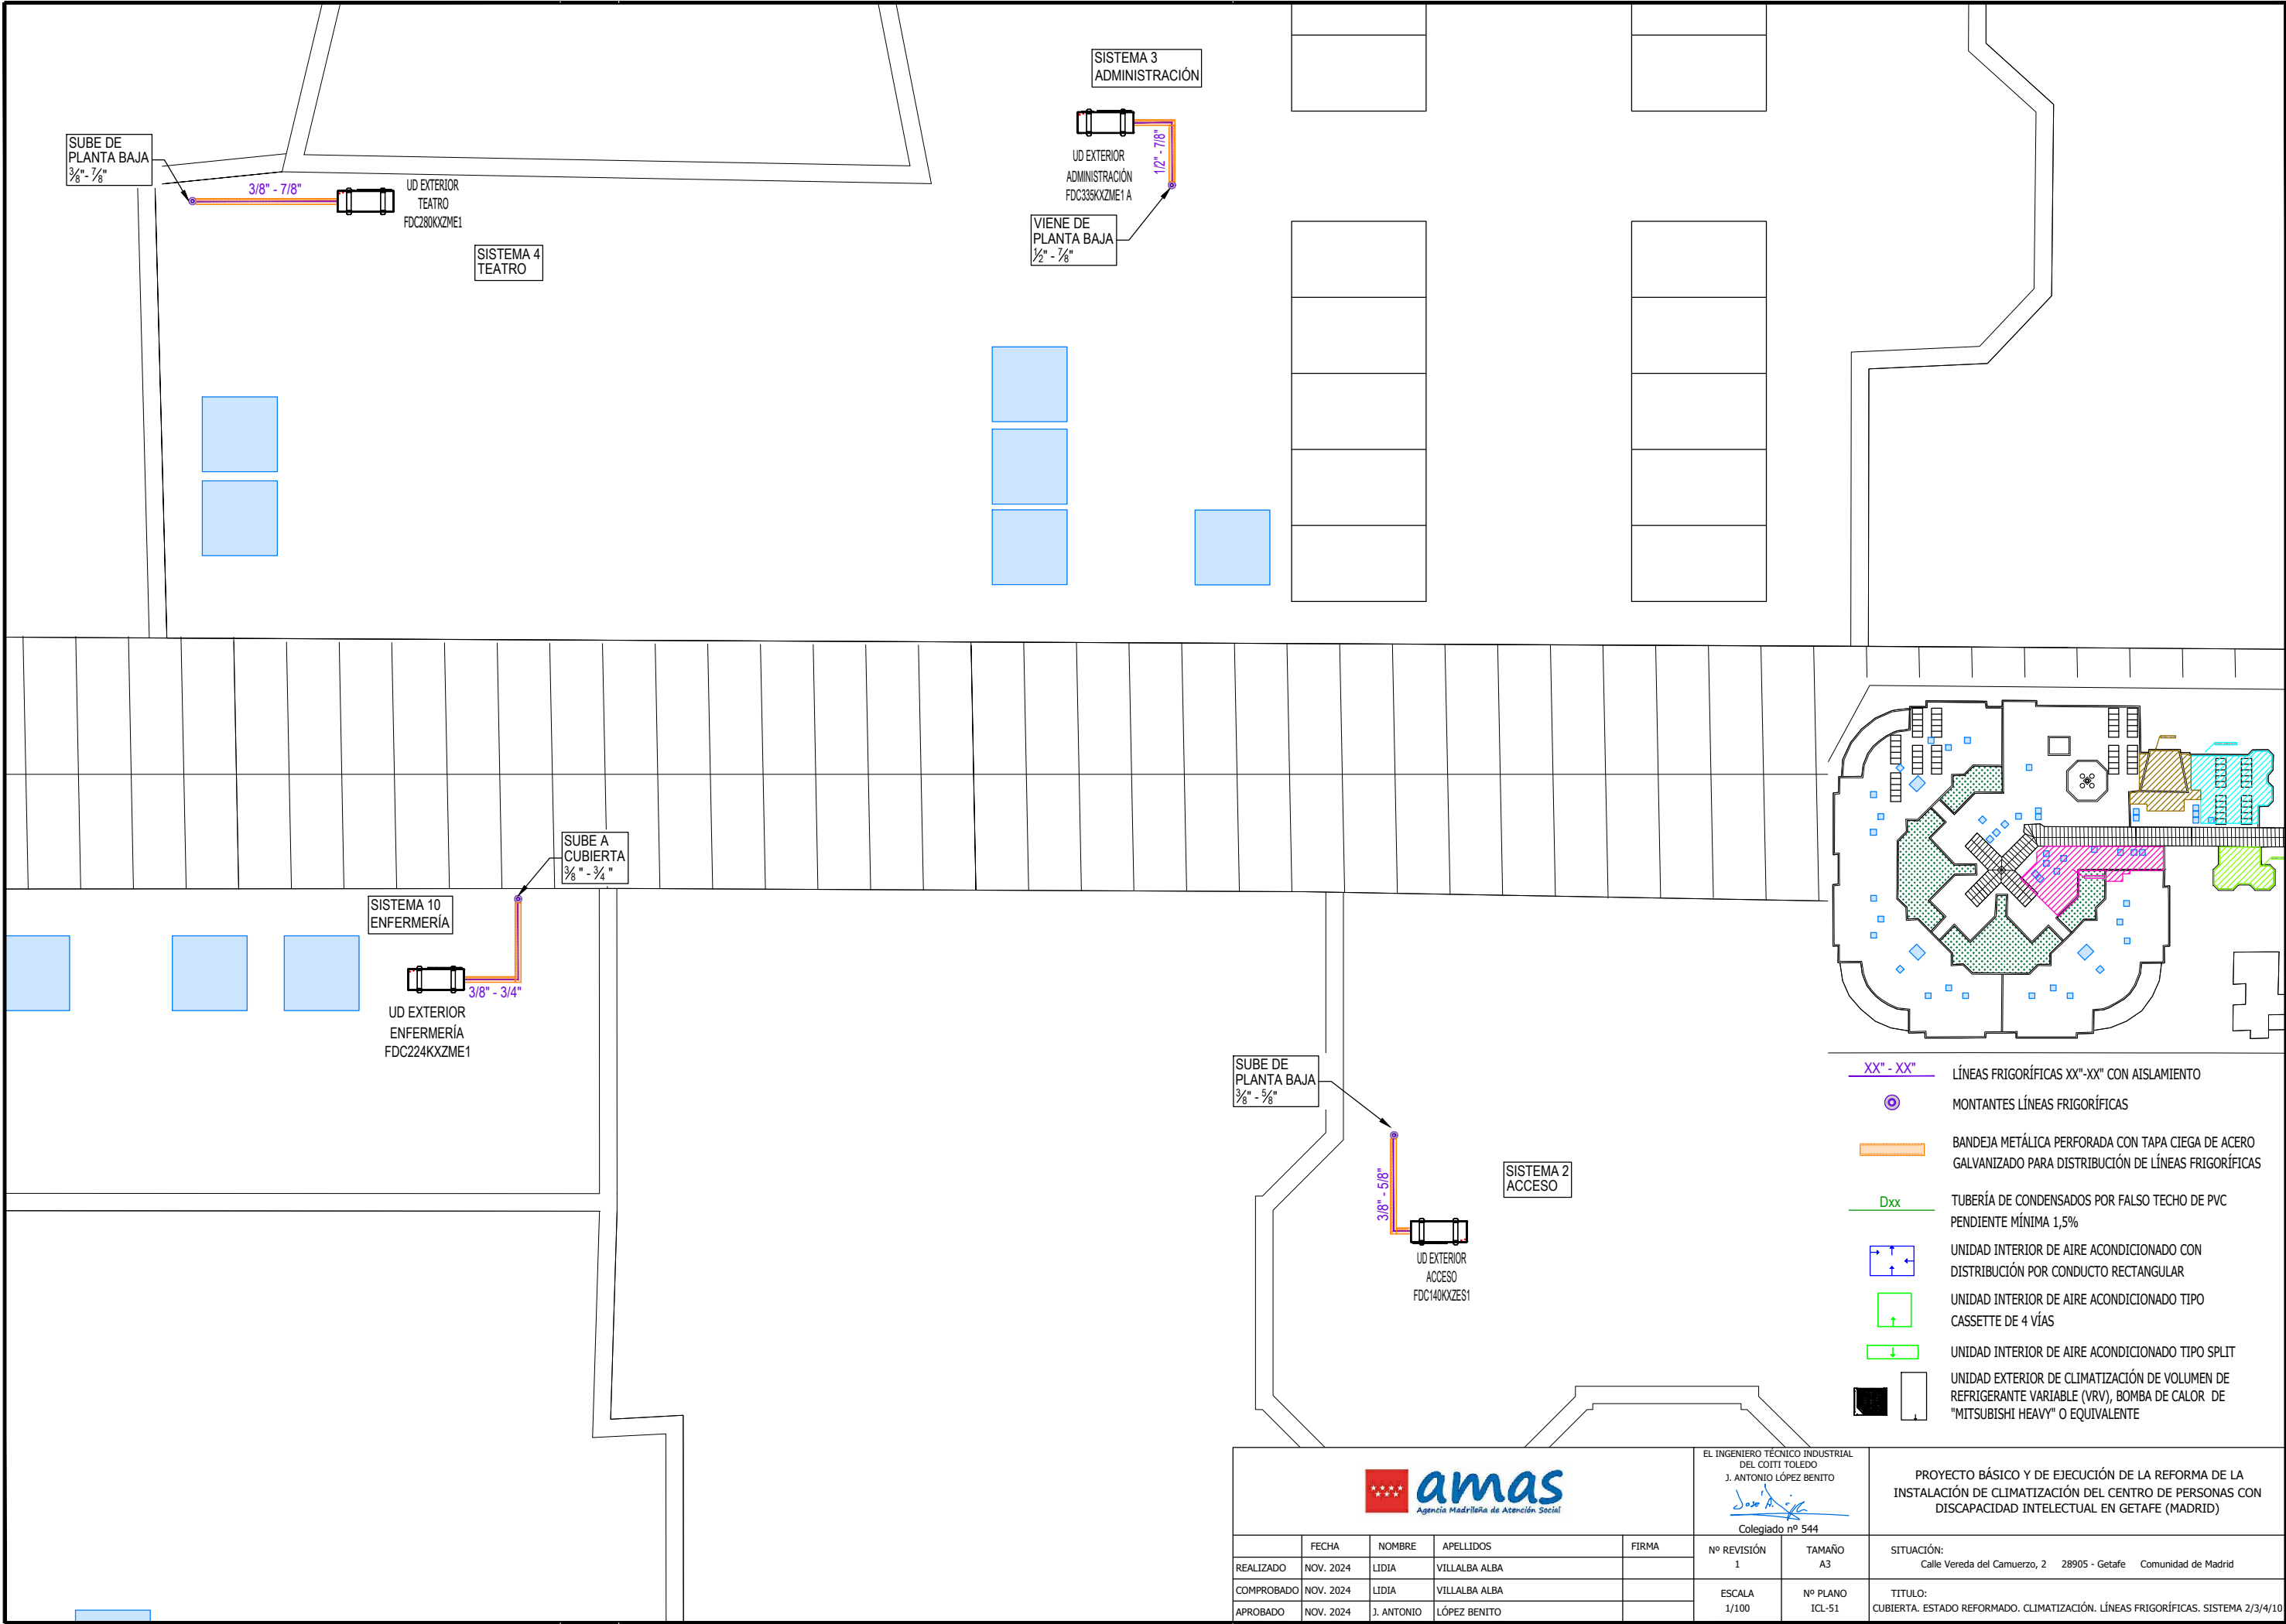 SISTEMA 3
ADMINISTRACIÓN
SUBE DE
PLANTA BAJA
⅜" - ⅞"
3/8" - 7/8"
UD EXTERIOR
TEATRO
FDC280KXZME1
SISTEMA 4
TEATRO
1/2" - 7/8"
UD EXTERIOR
ADMINISTRACIÓN
FDC335KXZME1 A
VIENE DE
PLANTA BAJA
½" - ⅞"
SUBE A
CUBIERTA
⅜ " - ¾ "
SISTEMA 10
ENFERMERÍA
3/8" - 3/4"
UD EXTERIOR
ENFERMERÍA
FDC224KXZME1
SUBE DE
PLANTA BAJA
⅜" - ⅝"
3/8" - 5/8"
SISTEMA 2
ACCESO
UD EXTERIOR
ACCESO
FDC140KXZES1
XX" - XX"
LÍNEAS FRIGORÍFICAS XX"-XX" CON AISLAMIENTO
MONTANTES LÍNEAS FRIGORÍFICAS
BANDEJA METÁLICA PERFORADA CON TAPA CIEGA DE ACERO
GALVANIZADO PARA DISTRIBUCIÓN DE LÍNEAS FRIGORÍFICAS
Dxx
TUBERÍA DE CONDENSADOS POR FALSO TECHO DE PVC
PENDIENTE MÍNIMA 1,5%
UNIDAD INTERIOR DE AIRE ACONDICIONADO CON
DISTRIBUCIÓN POR CONDUCTO RECTANGULAR
UNIDAD INTERIOR DE AIRE ACONDICIONADO TIPO
CASSETTE DE 4 VÍAS
UNIDAD INTERIOR DE AIRE ACONDICIONADO TIPO SPLIT
UNIDAD EXTERIOR DE CLIMATIZACIÓN DE VOLUMEN DE
REFRIGERANTE VARIABLE (VRV), BOMBA DE CALOR DE
"MITSUBISHI HEAVY" O EQUIVALENTE
amas
Agencia Madrileña de Atención Social
EL INGENIERO TÉCNICO INDUSTRIAL
DEL COITI TOLEDO
J. ANTONIO LÓPEZ BENITO
Colegiado nº 544
PROYECTO BÁSICO Y DE EJECUCIÓN DE LA REFORMA DE LA
INSTALACIÓN DE CLIMATIZACIÓN DEL CENTRO DE PERSONAS CON
DISCAPACIDAD INTELECTUAL EN GETAFE (MADRID)
FECHA NOMBRE APELLIDOS FIRMA
REALIZADO NOV. 2024 LIDIA VILLALBA ALBA
COMPROBADO NOV. 2024 LIDIA VILLALBA ALBA
APROBADO NOV. 2024 J. ANTONIO LÓPEZ BENITO
Nº REVISIÓN
1
TAMAÑO
A3
ESCALA
1/100
Nº PLANO
ICL-51
SITUACIÓN:
Calle Vereda del Camuerzo, 2 28905 - Getafe Comunidad de Madrid
TITULO:
CUBIERTA. ESTADO REFORMADO. CLIMATIZACIÓN. LÍNEAS FRIGORÍFICAS. SISTEMA 2/3/4/10